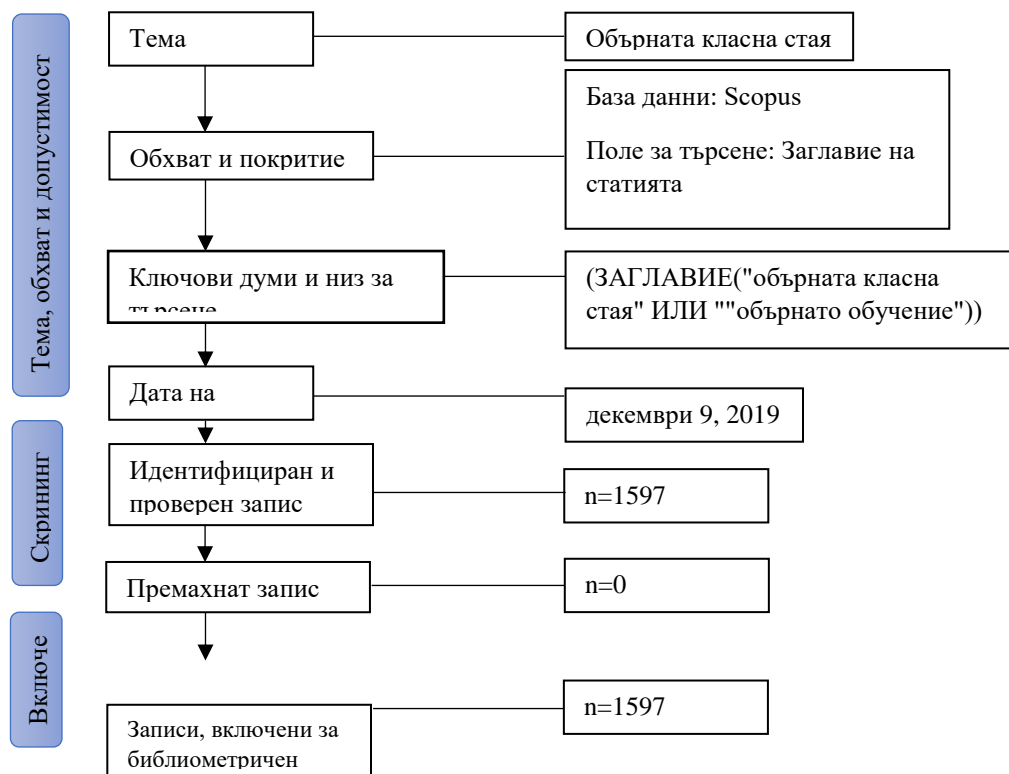 Тема, обхват и допустимост
Тема
Обърната класна стая
База данни: Scopus
Поле за търсене: Заглавие на
статията
Обхват и покритие
Ключови думи и низ за
търсене
(ЗАГЛАВИЕ("обърната класна
стая" ИЛИ ""обърнато обучение"))
Дата на
декември 9, 2019
Скрининг
Идентифициран и
проверен запис
n=1597
Премахнат запис
n=0
Включе
Записи, включени за
библиометричен
n=1597